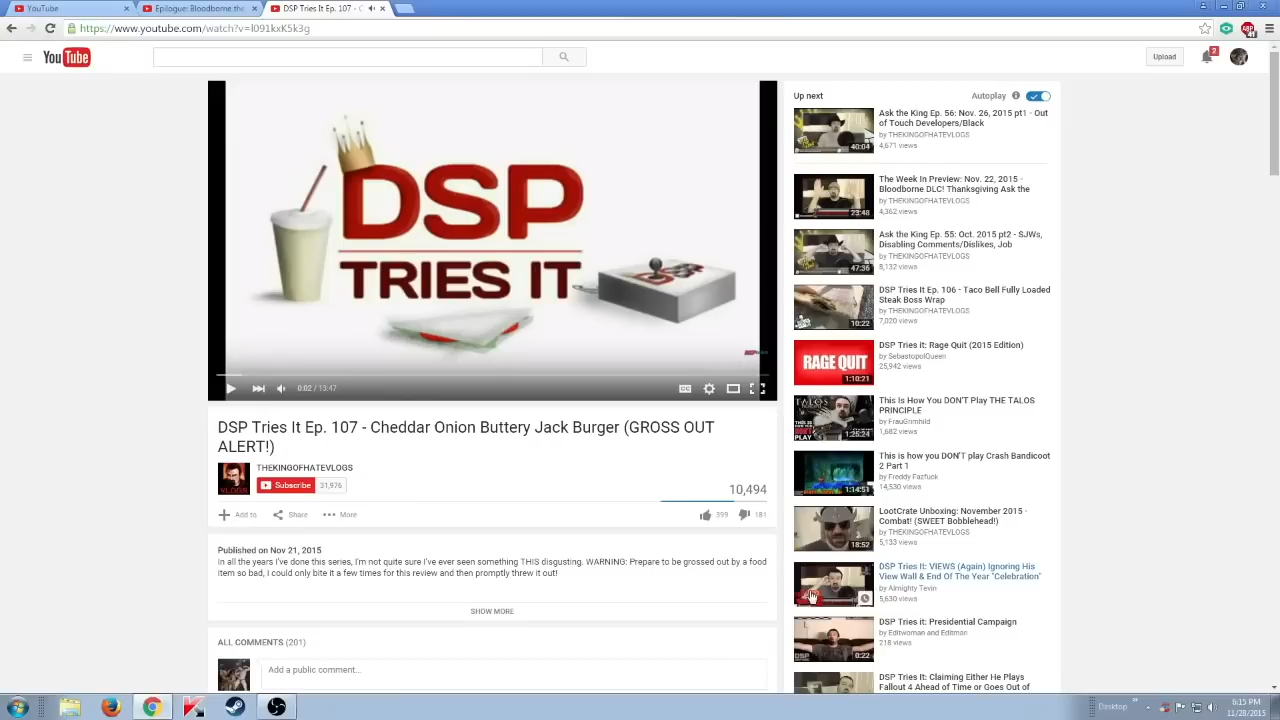 YouTube
Epilogue: Bloodborne the
DSP Tries It Ep. 107 - C
https://www.youtube.com/watch?v=l091kxK5k3g
YouTube
Upload
2
DSP
TRIES IT
0:02 / 13:47
DSP Tries It Ep. 107 - Cheddar Onion Buttery Jack Burger (GROSS OUT
ALERT!)
THEKINGOFHATEVLOGS
Subscribe 31,976
10,494
Add to Share More 399 181
Published on Nov 21, 2015
In all the years I've done this series, I'm not quite sure I've ever seen something THIS disgusting. WARNING: Prepare to be grossed out by a food
item so bad, i could only bite it a few times for this review and then promptly threw it out!
SHOW MORE
ALL COMMENTS (201)
Add a public comment...
Up next Autoplay
Ask the King Ep. 56: Nov. 26, 2015 pt1 - Out
of Touch Developers/Black
by THEKINGOFHATEVLOGS
4,671 views
40:04
The Week In Preview: Nov. 22, 2015 -
Bloodborne DLC! Thanksgiving Ask the
by THEKINGOFHATEVLOGS
4,362 views
23:48
Ask the King Ep. 55: Oct. 2015 pt2 - SJWs,
Disabling Comments/Dislikes, Job
by THEKINGOFHATEVLOGS
8,132 views
47:36
DSP Tries It Ep. 106 - Taco Bell Fully Loaded
Steak Boss Wrap
by THEKINGOFHATEVLOGS
7,020 views
10:22
DSP Tries it: Rage Quit (2015 Edition)
by SebastopolQueen
25,942 views
RAGE QUIT
1:10:21
This Is How You DON'T Play THE TALOS
PRINCIPLE
by FrauGrimhild
1,682 views
TALOS
PLAY
1:25:24
This is how you DON'T play Crash Bandicoot
2 Part 1
by Freddy Fazfuck
14,530 views
1:14:51
LootCrate Unboxing: November 2015 -
Combat! (SWEET Bobblehead!)
by THEKINGOFHATEVLOGS
5,133 views
18:52
DSP Tries It: VIEWS (Again) Ignoring His
View Wall & End Of The Year "Celebration"
by Almighty Tevin
5,630 views
DSP Tries it: Presidential Campaign
by Editwoman and Editman
218 views
0:22
DSP Tries It: Claiming Either He Plays
Fallout 4 Ahead of Time or Goes Out of
Desktop
6:15 PM
11/28/2015